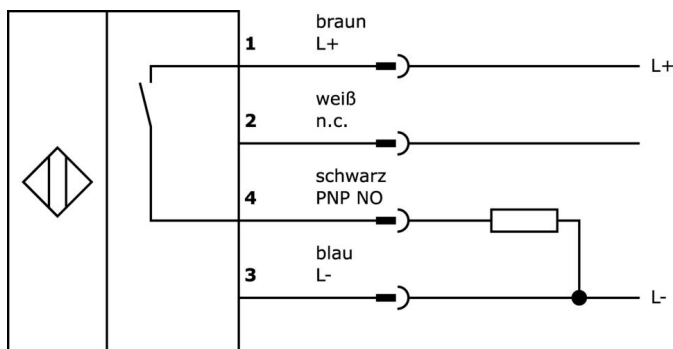 braun
1 L+
L+
weiß
2 n.c.
schwarz
4 PNP NO
blau
3 L-
L-